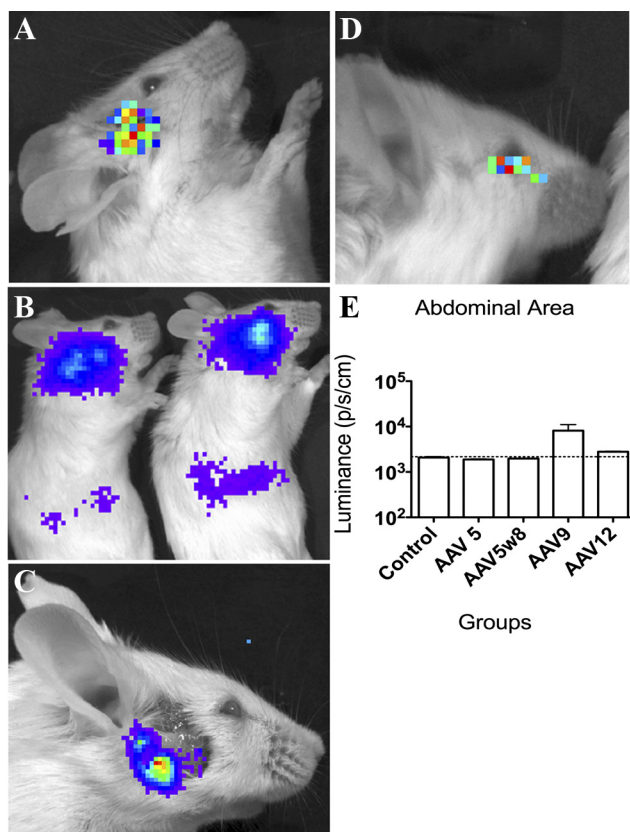 A
D
B
E
Abdominal Area
Luminance (p/s/cm)
10⁵
10⁴
10³
10²
Control
AAV 5
AAV5w8
AAV9
AAV12
Groups
C